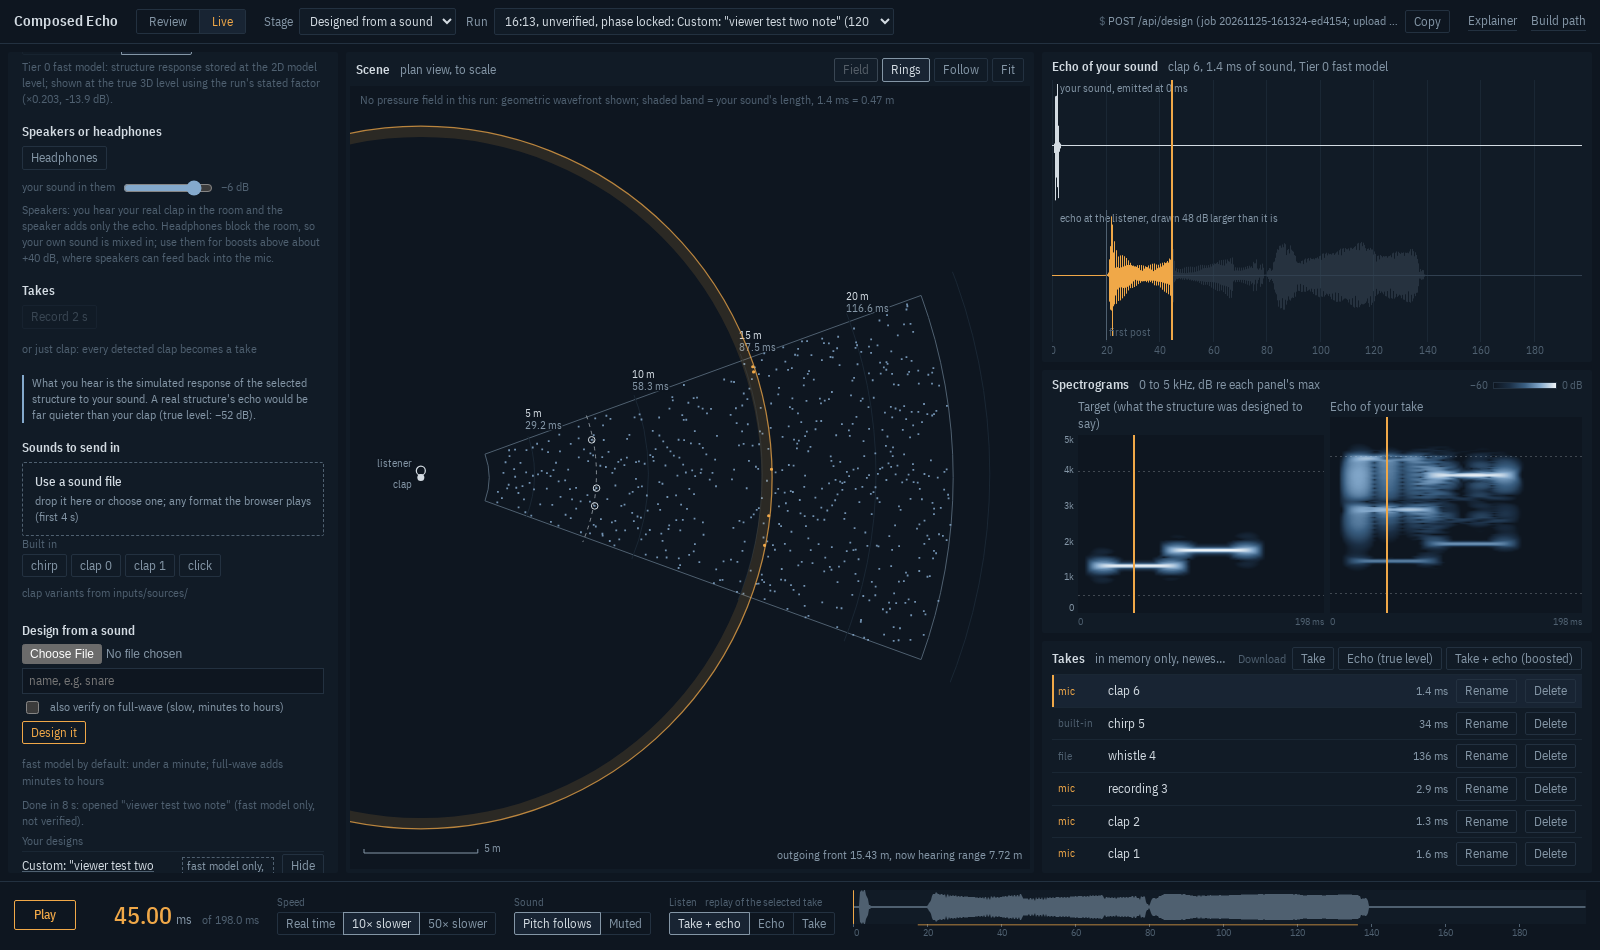 Composed Echo
Review
Live
Stage
Designed from a sound
Run
16:13, unverified, phase locked: Custom: "viewer test two note" (120
$ POST /api/design (job 20261125-161324-ed4154; upload ...
Copy
Explainer
Build path
Tier 0 fast model: structure response stored at the 2D model
level; shown at the true 3D level using the run's stated factor
(×0.203, -13.9 dB).
Speakers or headphones
Headphones
your sound in them
−6 dB
Speakers: you hear your real clap in the room and the
speaker adds only the echo. Headphones block the room, so
your own sound is mixed in; use them for boosts above about
+40 dB, where speakers can feed back into the mic.
Takes
Record 2 s
or just clap: every detected clap becomes a take
What you hear is the simulated response of the selected
structure to your sound. A real structure's echo would be
far quieter than your clap (true level: −52 dB).
Sounds to send in
Use a sound file
drop it here or choose one; any format the browser plays
(first 4 s)
Built in
chirp
clap 0
clap 1
click
clap variants from inputs/sources/
Design from a sound
Choose File
No file chosen
name, e.g. snare
also verify on full-wave (slow, minutes to hours)
Design it
fast model by default: under a minute; full-wave adds
minutes to hours
Done in 8 s: opened "viewer test two note" (fast model only,
not verified).
Your designs
Custom: "viewer test two
fast model only,
Hide
Scene
plan view, to scale
Field
Rings
Follow
Fit
No pressure field in this run: geometric wavefront shown; shaded band = your sound's length, 1.4 ms = 0.47 m
20 m
116.6 ms
15 m
87.5 ms
10 m
58.3 ms
5 m
29.2 ms
listener
clap
5 m
outgoing front 15.43 m, now hearing range 7.72 m
Echo of your sound
clap 6, 1.4 ms of sound, Tier 0 fast model
your sound, emitted at 0 ms
echo at the listener, drawn 48 dB larger than it is
first post
0
20
40
60
80
100
120
140
160
180
Spectrograms
0 to 5 kHz, dB re each panel's max
−60
0 dB
Target (what the structure was designed to
say)
Echo of your take
5k
4k
3k
2k
1k
0
0
198 ms
0
198 ms
Takes
in memory only, newes...
Download
Take
Echo (true level)
Take + echo (boosted)
mic
clap 6
1.4 ms
Rename
Delete
built-in
chirp 5
34 ms
Rename
Delete
file
whistle 4
136 ms
Rename
Delete
mic
recording 3
2.9 ms
Rename
Delete
mic
clap 2
1.3 ms
Rename
Delete
mic
clap 1
1.6 ms
Rename
Delete
Play
45.00 ms
of 198.0 ms
Speed
Real time
10× slower
50× slower
Sound
Pitch follows
Muted
Listen
replay of the selected take
Take + echo
Echo
Take
0
20
40
60
80
100
120
140
160
180